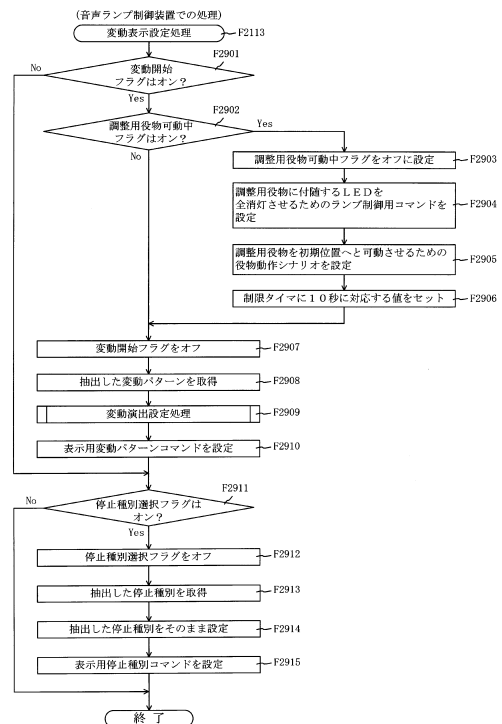 (音声ランプ制御装置での処理)
変動表示設定処理
F2113
F2901
No
変動開始
フラグはオン?
Yes
F2902
調整用役物可動中
フラグはオン?
Yes
No
調整用役物可動中フラグをオフに設定
F2903
調整用役物に付随するLEDを
全消灯させるためのランプ制御用コマンドを
設定
F2904
調整用役物を初期位置へと可動させるための
役物動作シナリオを設定
F2905
制限タイマに10秒に対応する値をセット
F2906
変動開始フラグをオフ
F2907
抽出した変動パターンを取得
F2908
変動演出設定処理
F2909
表示用変動パターンコマンドを設定
F2910
F2911
No
停止種別選択フラグは
オン?
Yes
停止種別選択フラグをオフ
F2912
抽出した停止種別を取得
F2913
抽出した停止種別をそのまま設定
F2914
表示用停止種別コマンドを設定
F2915
終了